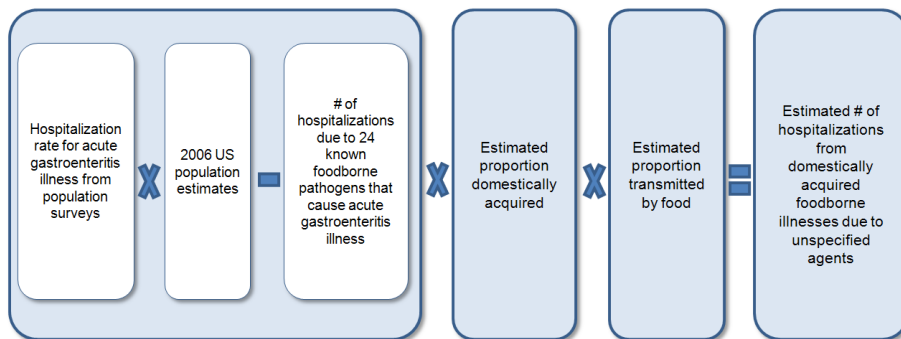 Hospitalization
rate for acute
gastroenteritis
illness from
population
surveys
2006 US
population
estimates
# of
hospitalizations
due to 24
known
foodborne
pathogens that
cause acute
gastroenteritis
illness
Estimated
proportion
domestically
acquired
Estimated
proportion
transmitted
by food
Estimated # of
hospitalizations
from
domestically
acquired
foodborne
illnesses due to
unspecified
agents